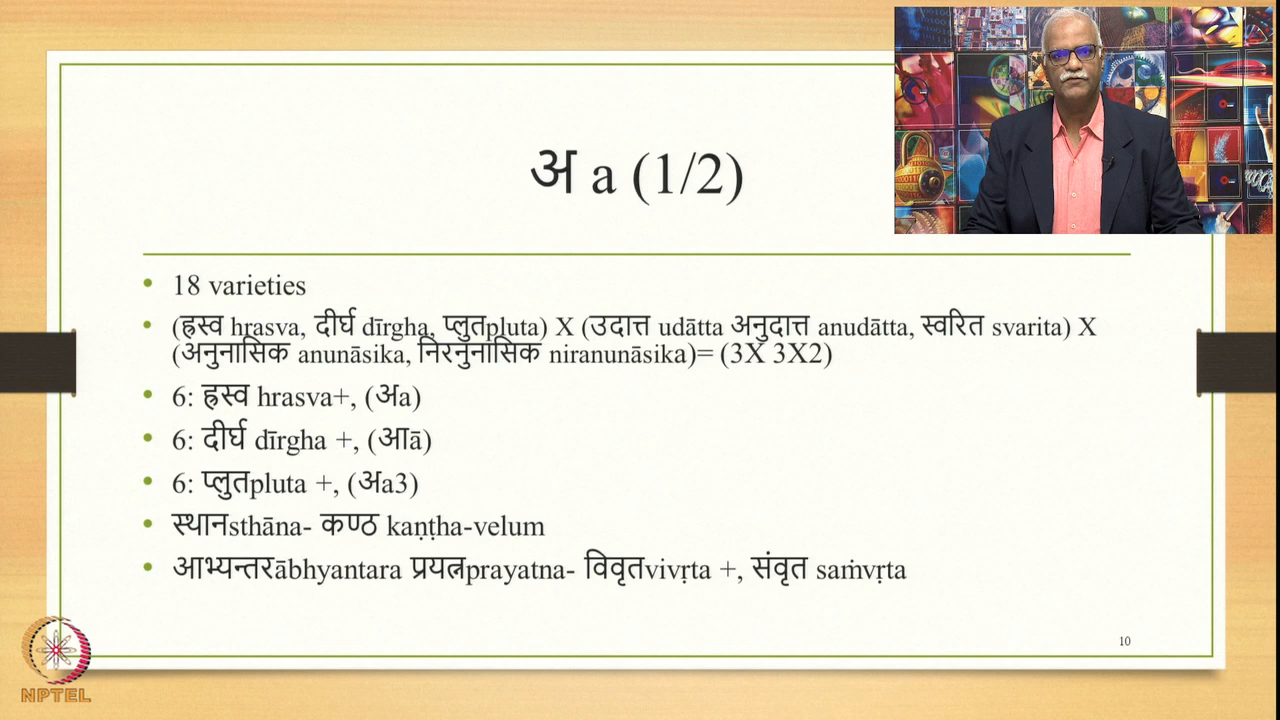 अ a (1/2)
18 varieties
(ह्रस्व hrasva, दीर्घ dīrgha, प्लुतpluta) X (उदात्त udātta अनुदात्त anudātta, स्वरित svarita) X
(अनुनासिक anunāsika, निरनुनासिक niranunāsika)= (3X 3X2)
6: ह्रस्व hrasva+, (अa)
6: दीर्घ dīrgha +, (आā)
6: प्लुतpluta +, (अa3)
स्थानsthāna- कण्ठ kaṇṭha-velum
आभ्यन्तरābhyantara प्रयत्नprayatna- विवृतvivṛta +, संवृत saṁvṛta
10
NPTEL